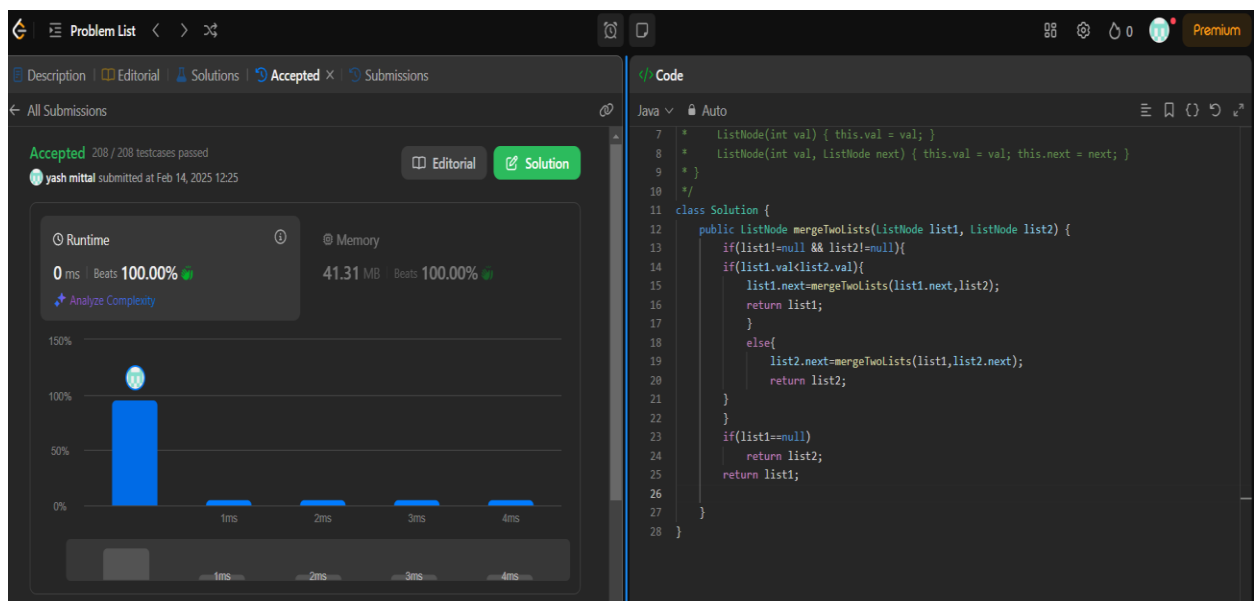 Problem List
0
Premium
Description | Editorial | Solutions | Accepted × | Submissions
← All Submissions
Accepted 208 / 208 testcases passed
yash mittal submitted at Feb 14, 2025 12:25
Editorial
Solution
Runtime
0 ms | Beats 100.00%
Analyze Complexity
Memory
41.31 MB | Beats 100.00%
150%
100%
50%
0%
1ms 2ms 3ms 4ms
1ms 2ms 3ms 4ms
</> Code
Java Auto
7 * ListNode(int val) { this.val = val; }
8 * ListNode(int val, ListNode next) { this.val = val; this.next = next; }
9 * }
10 */
11 class Solution {
12 public ListNode mergeTwoLists(ListNode list1, ListNode list2) {
13 if(list1!=null && list2!=null){
14 if(list1.val<list2.val){
15 list1.next=mergeTwoLists(list1.next,list2);
16 return list1;
17 }
18 else{
19 list2.next=mergeTwoLists(list1,list2.next);
20 return list2;
21 }
22 }
23 if(list1==null)
24 return list2;
25 return list1;
26
27 }
28 }